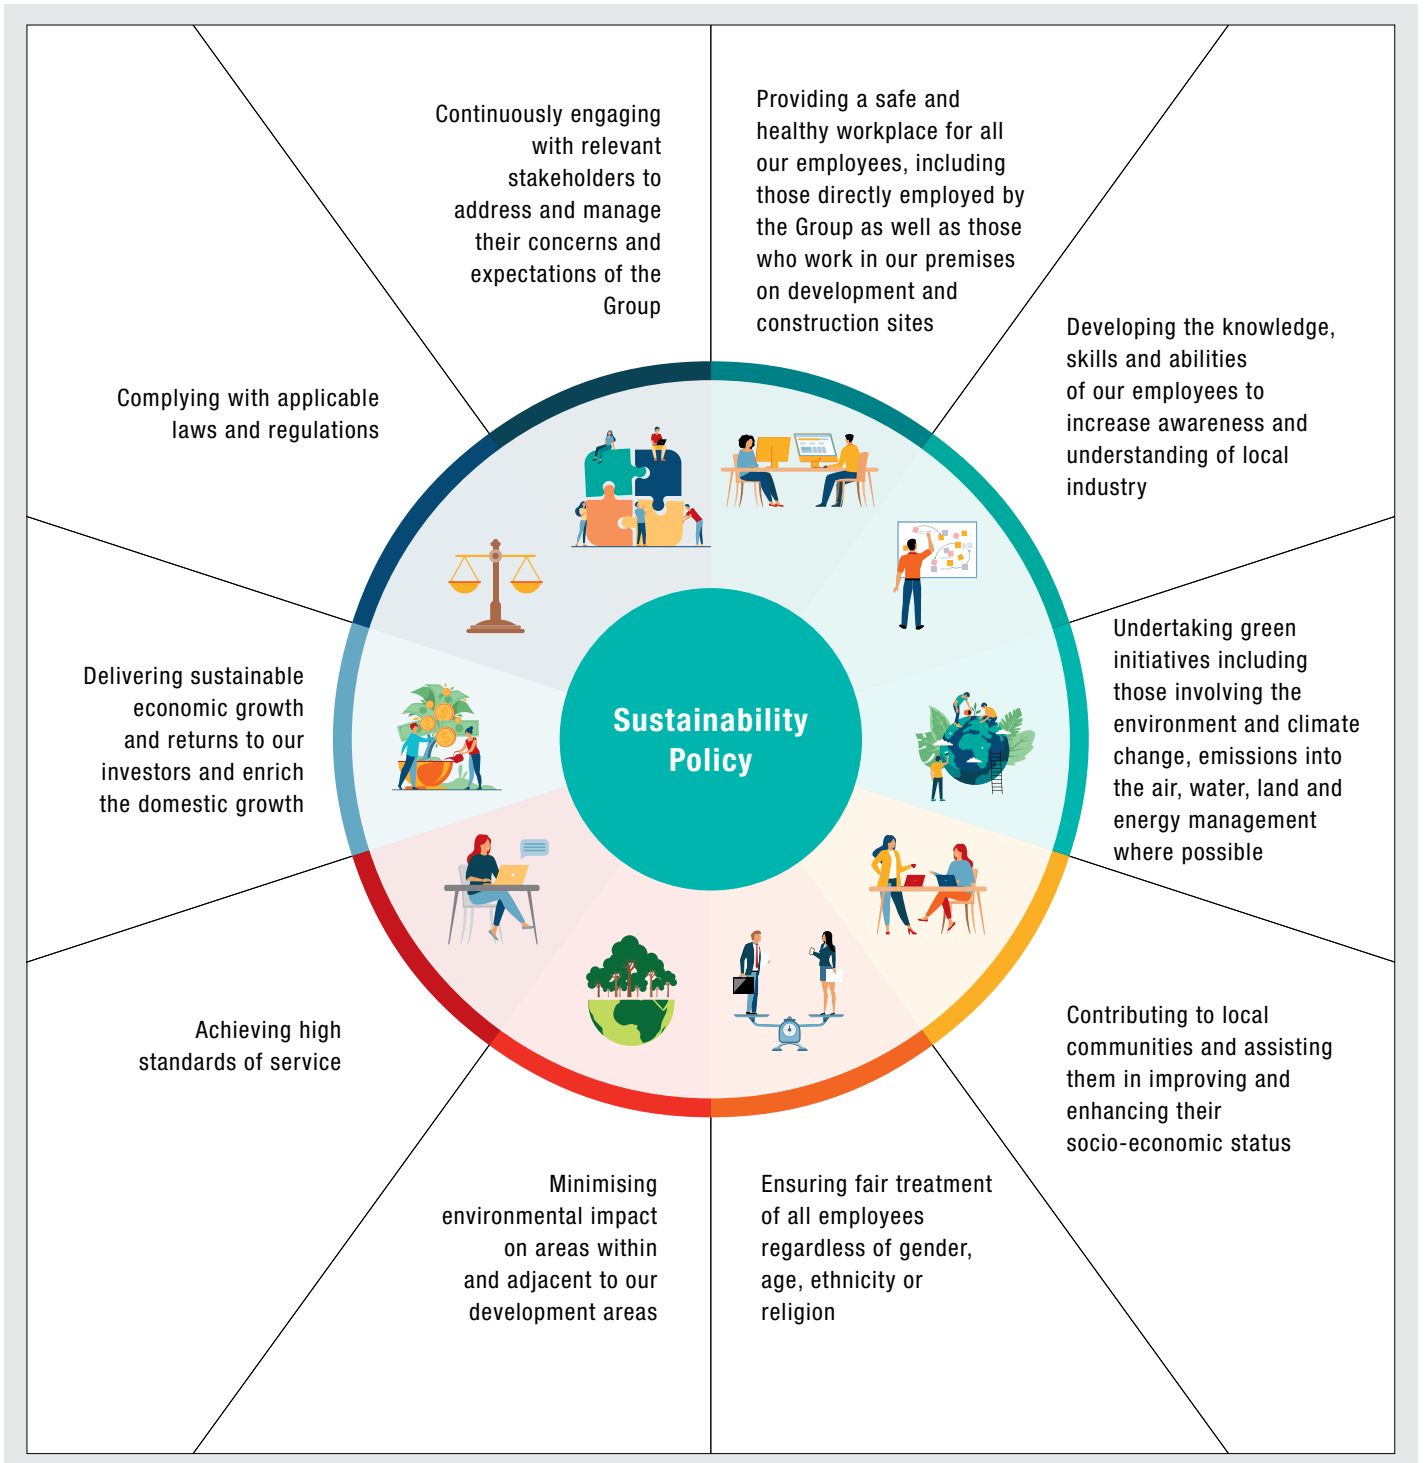 Continuously engaging
with relevant
stakeholders to
address and manage
their concerns and
expectations of the
Group
Providing a safe and
healthy workplace for all
our employees, including
those directly employed by
the Group as well as those
who work in our premises
on development and
construction sites
Developing the knowledge,
skills and abilities
of our employees to
increase awareness and
understanding of local
industry
Undertaking green
initiatives including
those involving the
environment and climate
change, emissions into
the air, water, land and
energy management
where possible
Contributing to local
communities and assisting
them in improving and
enhancing their
socio-economic status
Ensuring fair treatment
of all employees
regardless of gender,
age, ethnicity or
religion
Minimising
environmental impact
on areas within
and adjacent to our
development areas
Achieving high
standards of service
Delivering sustainable
economic growth
and returns to our
investors and enrich
the domestic growth
Complying with applicable
laws and regulations
Sustainability
Policy